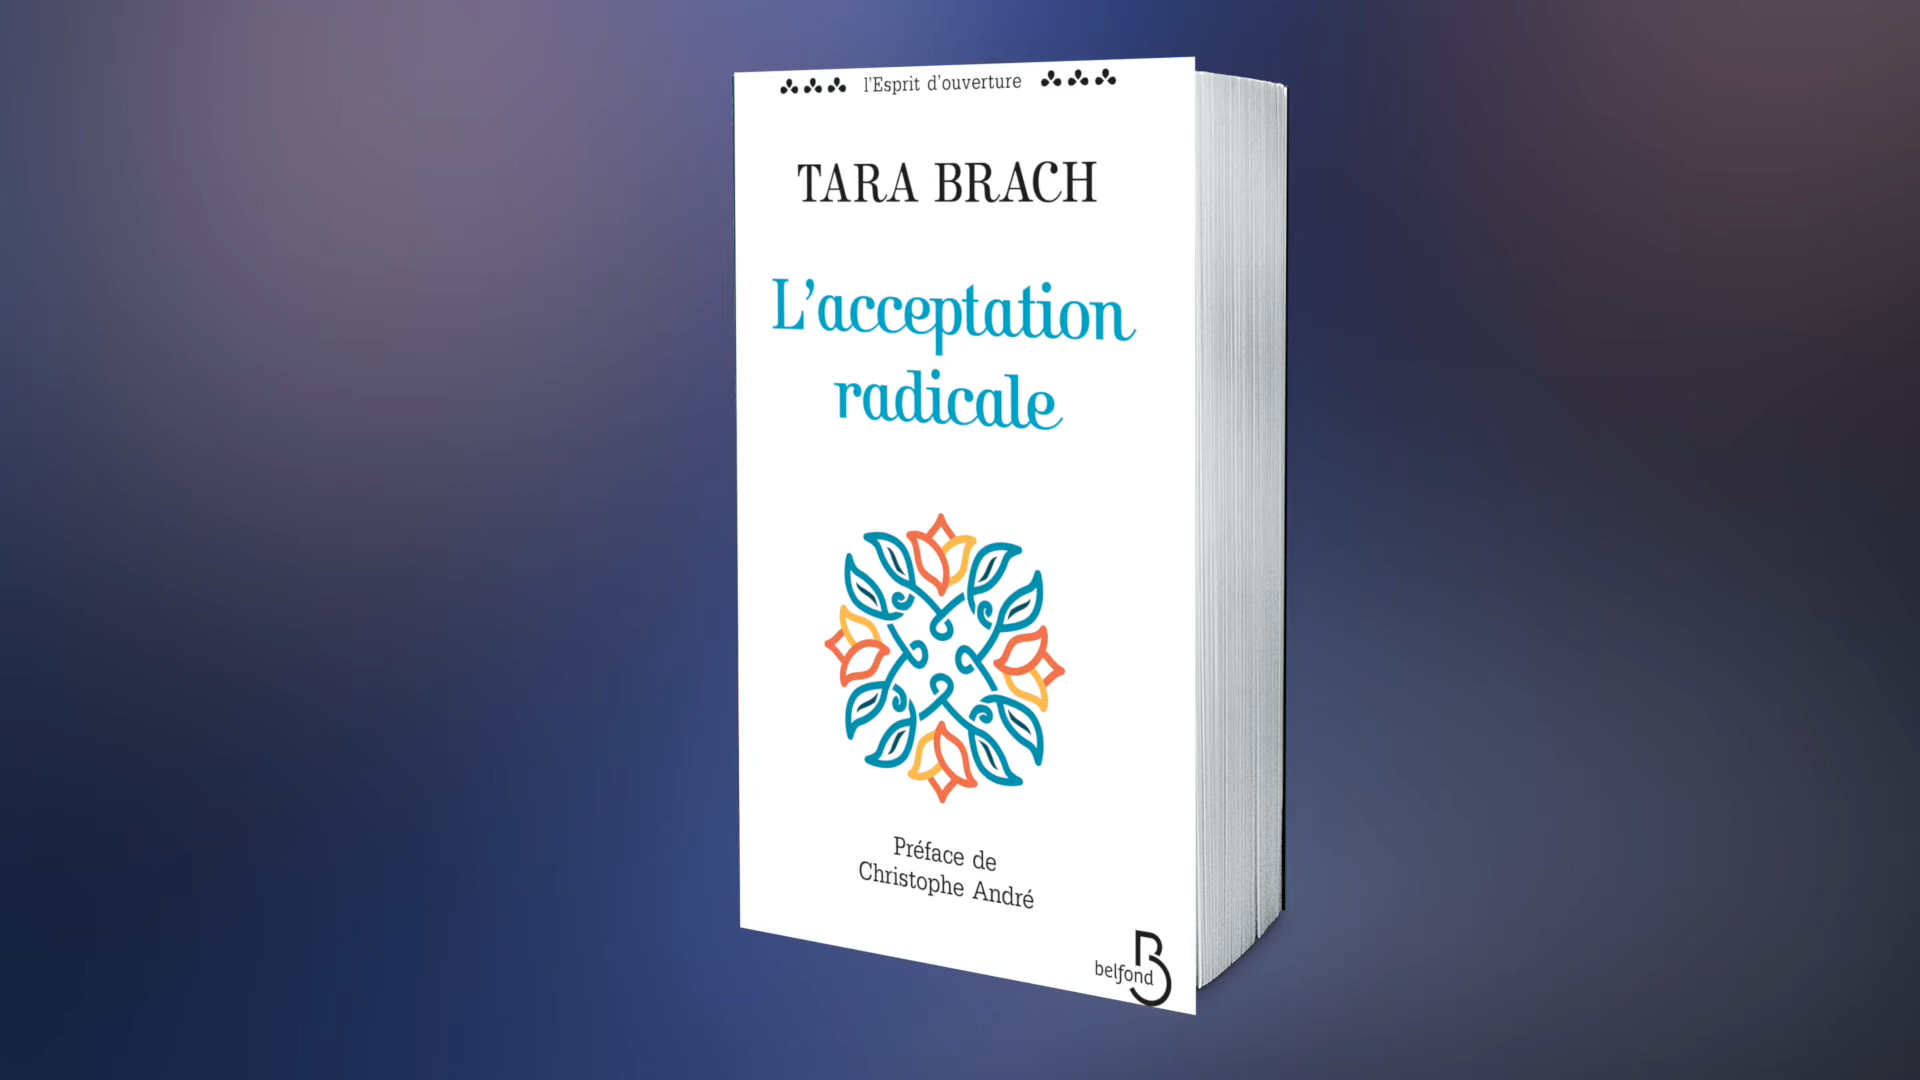 l'Esprit d'ouverture
TARA BRACH
L'acceptation
radicale
Préface de
Christophe André
belfond
B